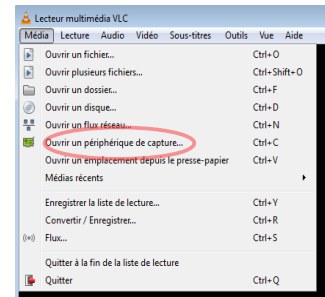 Lecteur multimédia VLC
Média Lecture Audio Vidéo Sous-titres Outils Vue Aide
Ouvrir un fichier... Ctrl+O
Ouvrir plusieurs fichiers... Ctrl+Shift+O
Ouvrir un dossier... Ctrl+F
Ouvrir un disque... Ctrl+D
Ouvrir un flux réseau... Ctrl+N
Ouvrir un périphérique de capture... Ctrl+C
Ouvrir un emplacement depuis le presse-papier Ctrl+V
Médias récents
Enregistrer la liste de lecture... Ctrl+Y
Convertir / Enregistrer... Ctrl+R
Flux... Ctrl+S
Quitter à la fin de la liste de lecture
Quitter Ctrl+Q